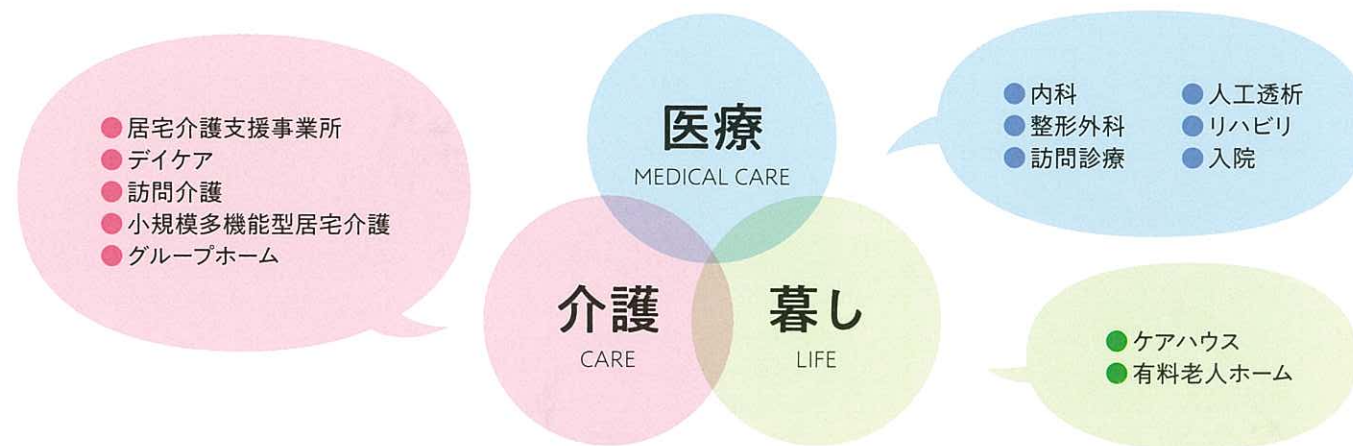 ● 居宅介護支援事業所
● デイケア
● 訪問介護
● 小規模多機能型居宅介護
● グループホーム
医療
MEDICAL CARE
介護
CARE
暮し
LIFE
● 内科
● 整形外科
● 訪問診療
● 人工透析
● リハビリ
● 入院
● ケアハウス
● 有料老人ホーム